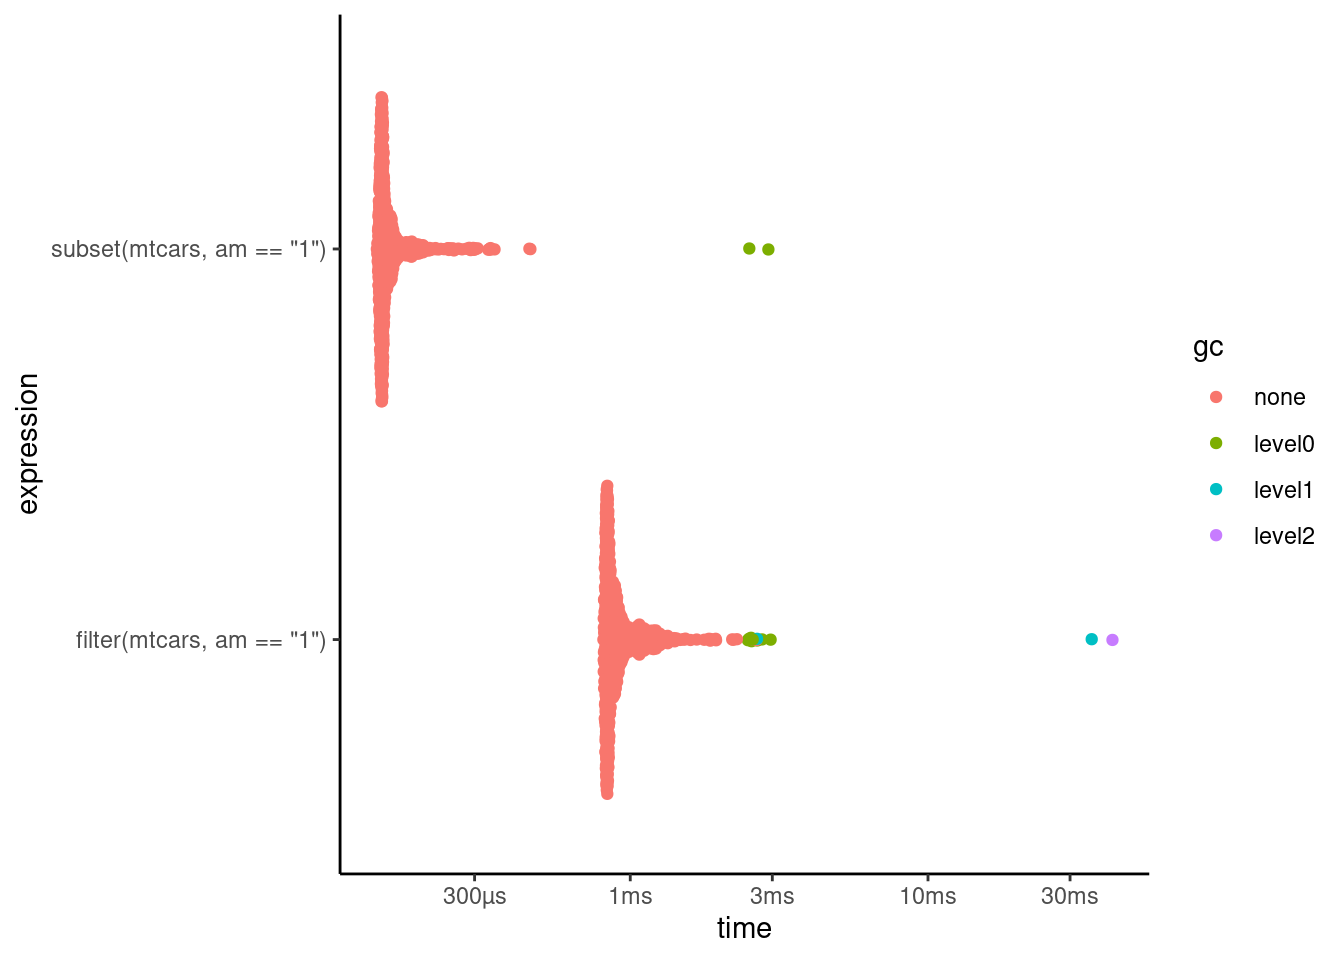 expression
subset(mtcars, am == "1")
filter(mtcars, am == "1")
300µs 1ms 3ms 10ms 30ms
time
gc
none
level0
level1
level2